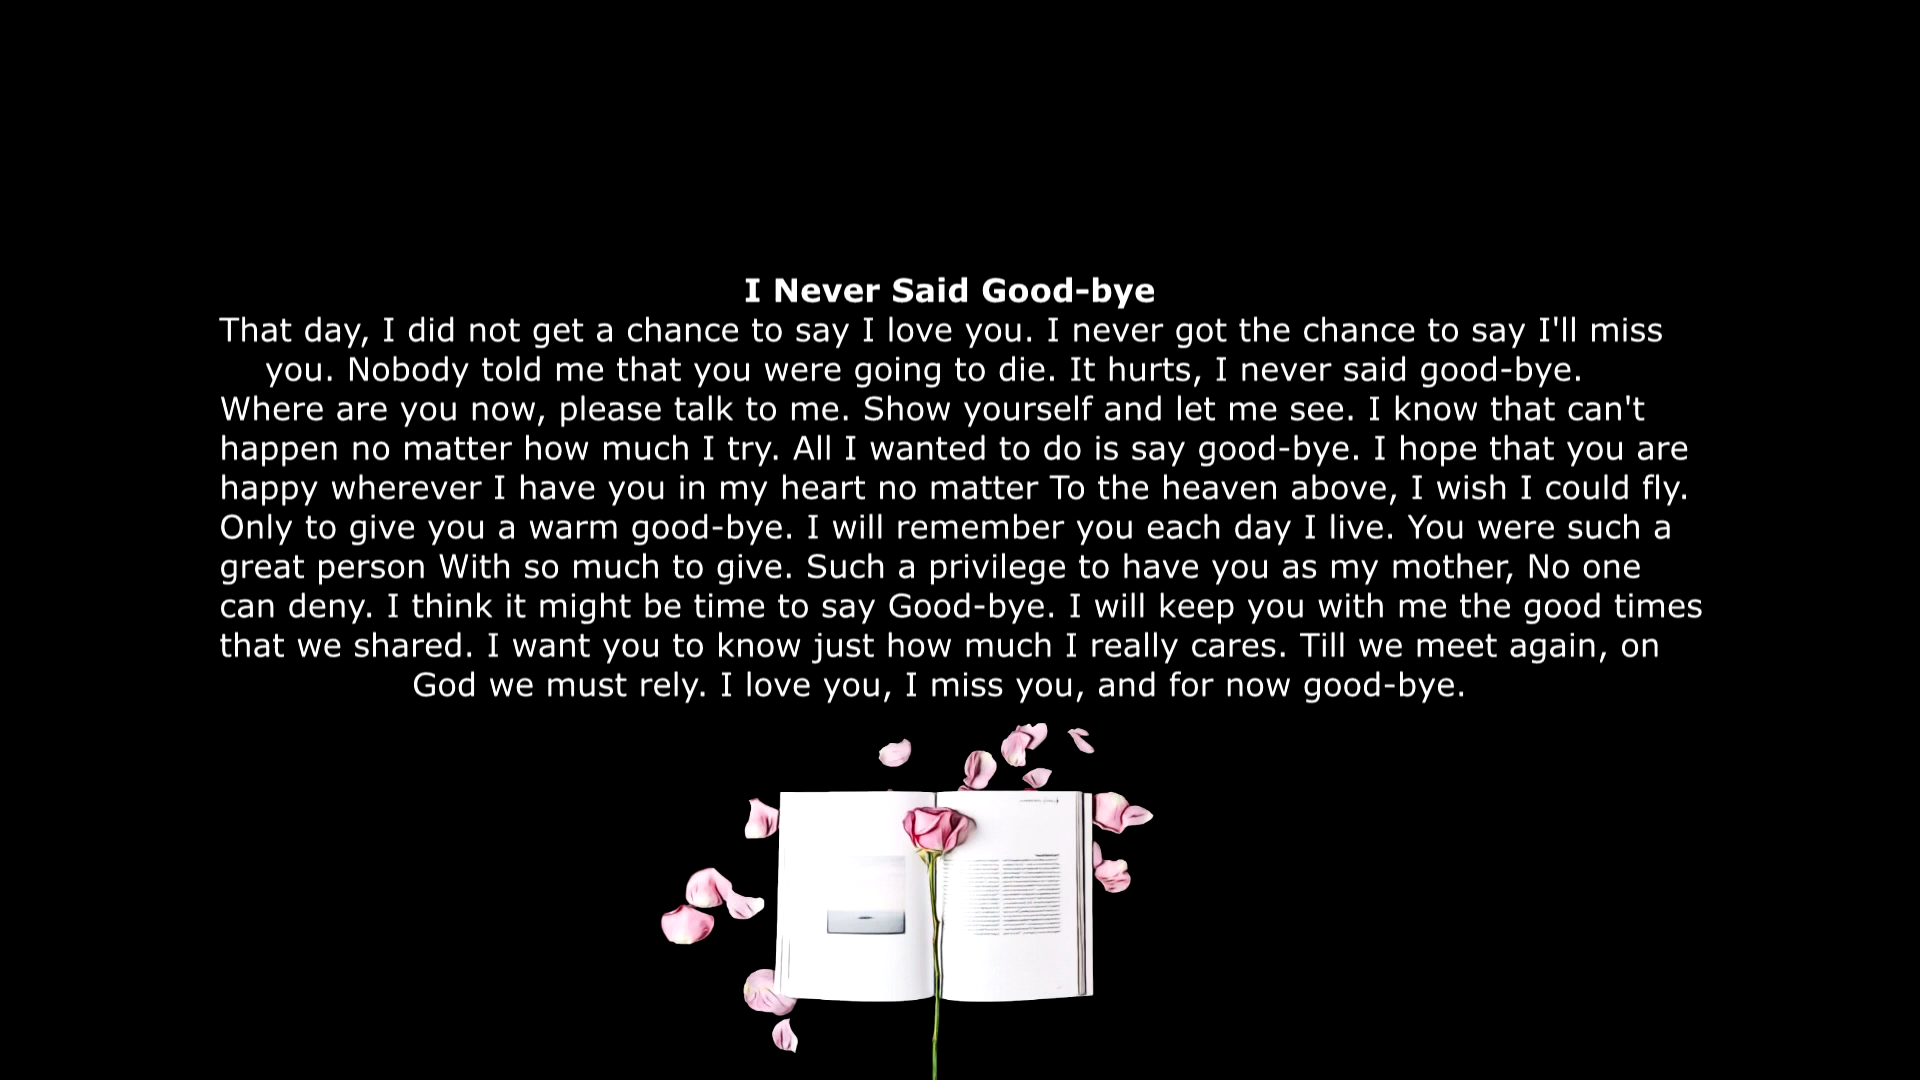 I Never Said Good-bye
That day, I did not get a chance to say I love you. I never got the chance to say I'll miss
you. Nobody told me that you were going to die. It hurts, I never said good-bye.
Where are you now, please talk to me. Show yourself and let me see. I know that can't
happen no matter how much I try. All I wanted to do is say good-bye. I hope that you are
happy wherever I have you in my heart no matter To the heaven above, I wish I could fly.
Only to give you a warm good-bye. I will remember you each day I live. You were such a
great person With so much to give. Such a privilege to have you as my mother, No one
can deny. I think it might be time to say Good-bye. I will keep you with me the good times
that we shared. I want you to know just how much I really cares. Till we meet again, on
God we must rely. I love you, I miss you, and for now good-bye.